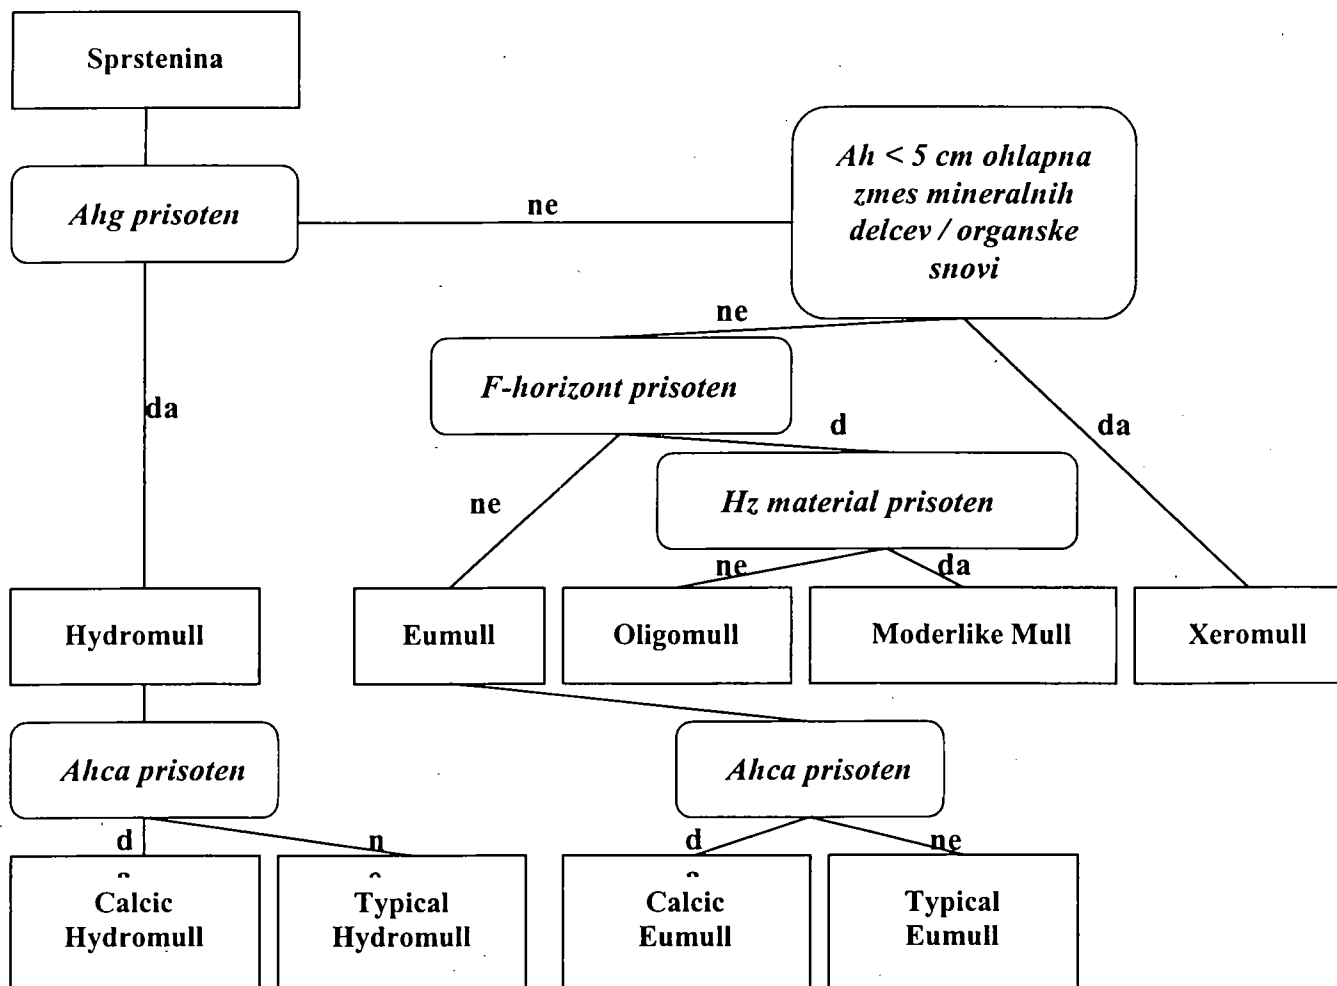 Sprstenina
Ahg prisoten
ne
Ah < 5 cm ohlapna
zmes mineralnih
delcev / organske
snovi
ne
F-horizont prisoten
da
d
da
ne
Hz material prisoten
ne
da
Hydromull
Eumull
Oligomull
Moderlike Mull
Xeromull
Ahca prisoten
Ahca prisoten
d
n
d
ne
Calcic
Hydromull
Typical
Hydromull
Calcic
Eumull
Typical
Eumull